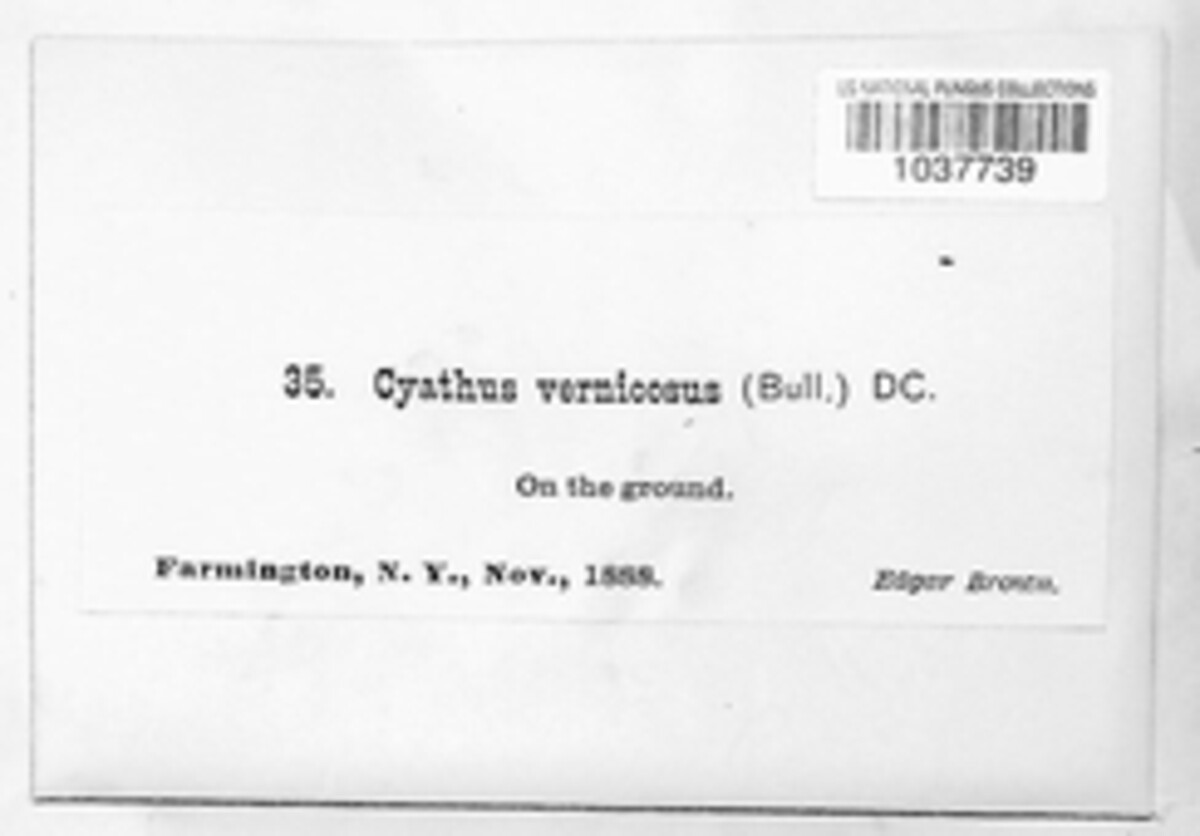 US NATIONAL FUNGUS COLLECTIONS
1037739
35. Cyathus vernicosus (Bull.) DC.
On the ground.
Farmington, N. Y., Nov., 1888.
Edgar Brown.